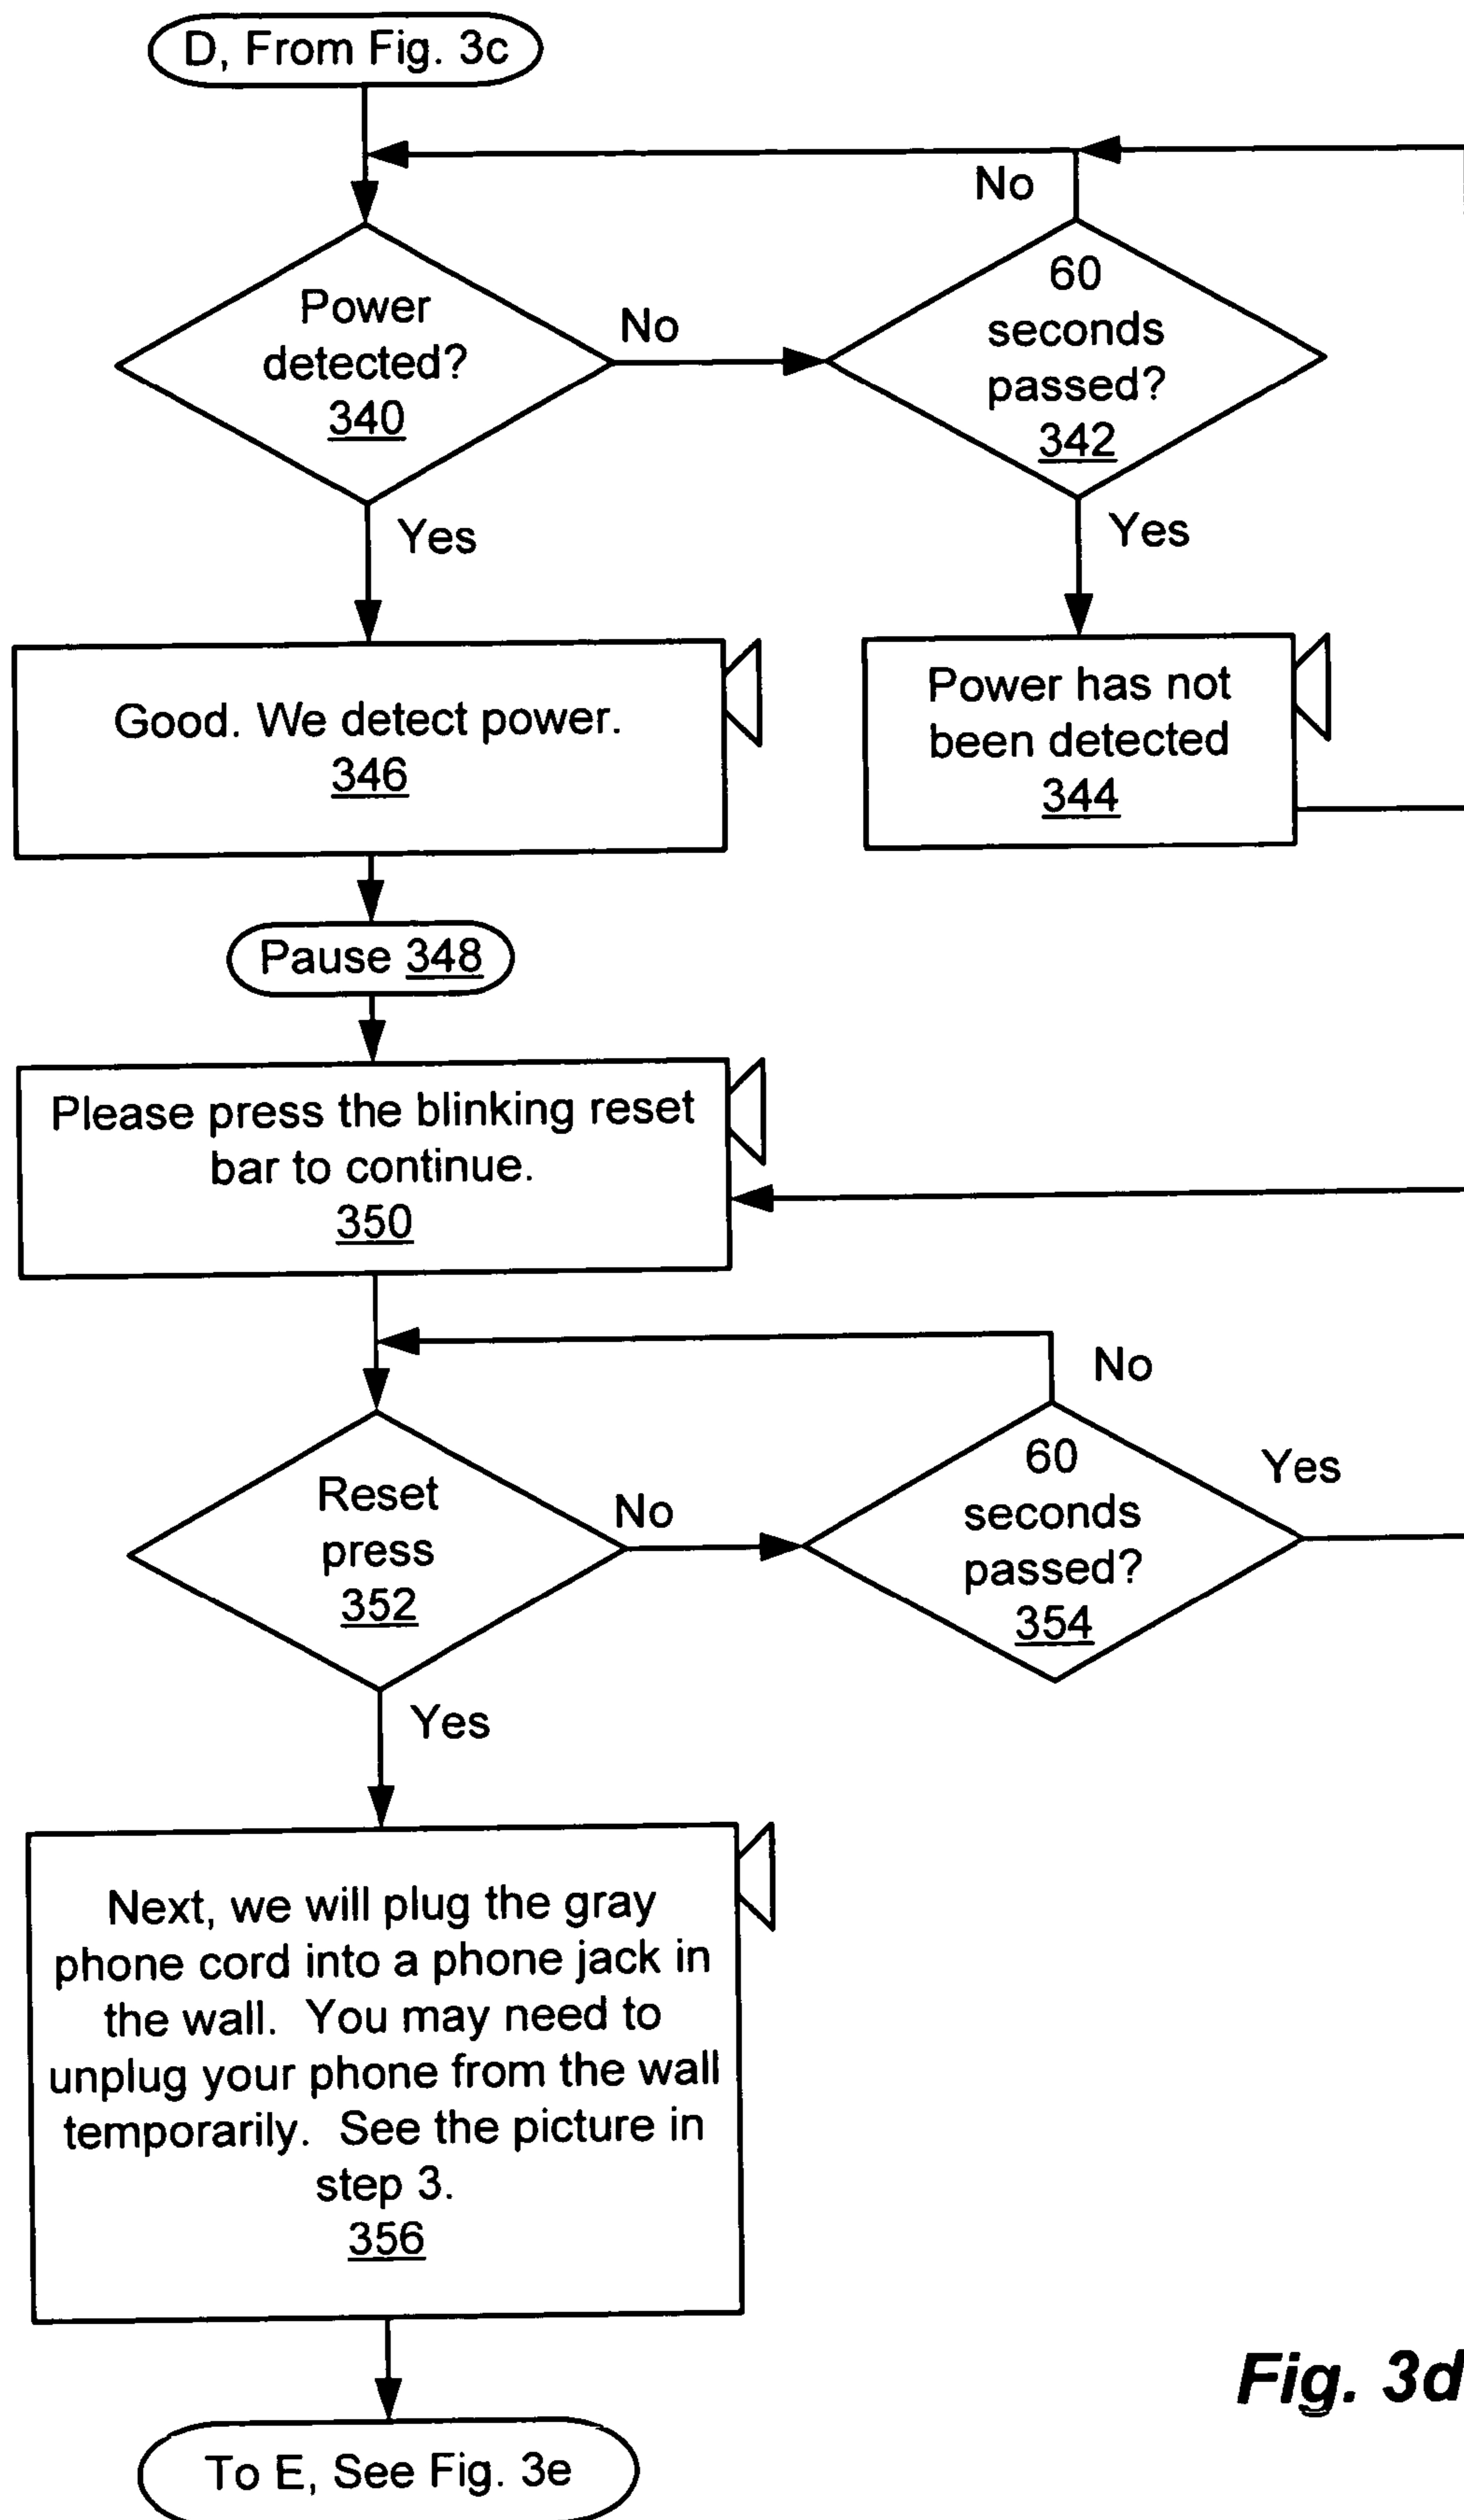 D, From Fig. 3c
No
Power
detected?
340
No
60
seconds
passed?
342
Yes
Yes
Good. We detect power.
346
Power has not
been detected
344
Pause 348
Please press the blinking reset
bar to continue.
350
No
Reset
press
352
No
60
seconds
passed?
354
Yes
Yes
Next, we will plug the gray
phone cord into a phone jack in
the wall. You may need to
unplug your phone from the wall
temporarily. See the picture in
step 3.
356
Fig. 3d
To E, See Fig. 3e